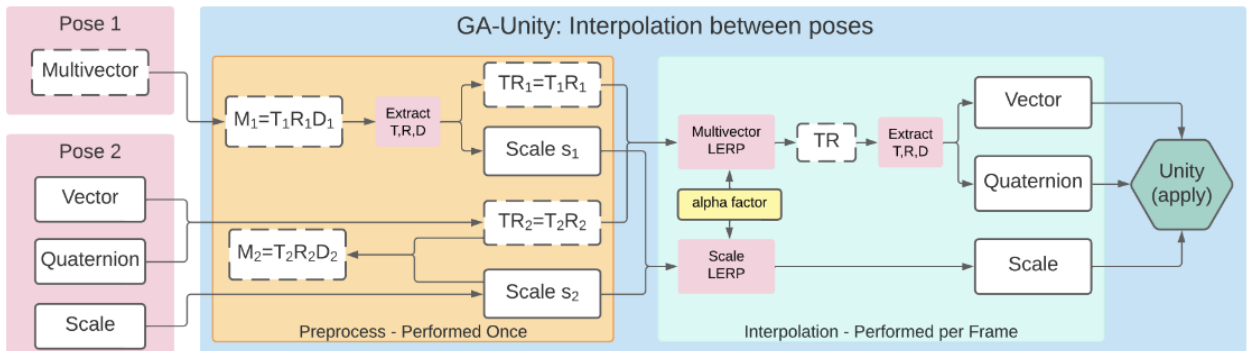 Pose 1
Multivector
Pose 2
Vector
Quaternion
Scale
GA-Unity: Interpolation between poses
M₁=T₁R₁D₁
Extract
T,R,D
TR₁=T₁R₁
Scale s₁
TR₂=T₂R₂
M₂=T₂R₂D₂
Scale s₂
Preprocess - Performed Once
Multivector
LERP
TR
Extract
T,R,D
alpha factor
Scale
LERP
Vector
Quaternion
Scale
Interpolation - Performed per Frame
Unity
(apply)